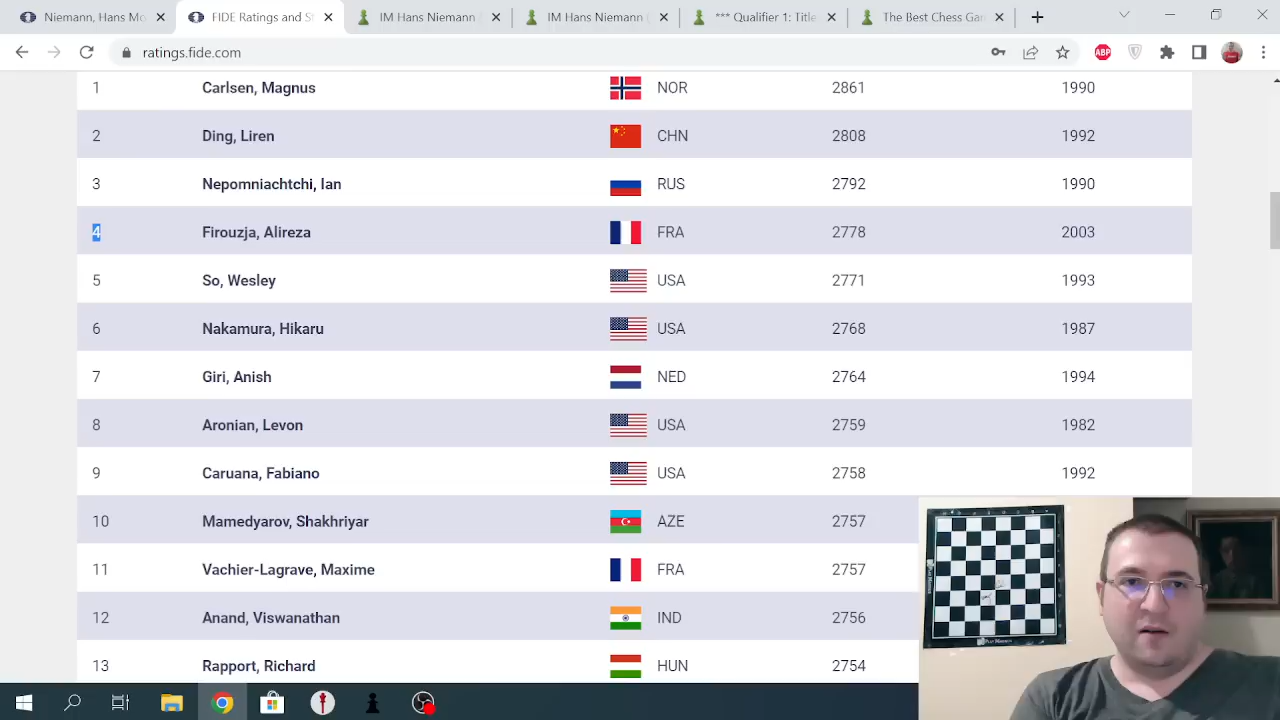 Niemann, Hans Mo
FIDE Ratings and St
IM Hans Niemann
IM Hans Niemann (
*** Qualifier 1: Title
The Best Chess Gar
ratings.fide.com
ABP
1 Carlsen, Magnus NOR 2861 1990
2 Ding, Liren CHN 2808 1992
3 Nepomniachtchi, Ian RUS 2792 1990
4 Firouzja, Alireza FRA 2778 2003
5 So, Wesley USA 2771 1993
6 Nakamura, Hikaru USA 2768 1987
7 Giri, Anish NED 2764 1994
8 Aronian, Levon USA 2759 1982
9 Caruana, Fabiano USA 2758 1992
10 Mamedyarov, Shakhriyar AZE 2757
11 Vachier-Lagrave, Maxime FRA 2757
12 Anand, Viswanathan IND 2756
13 Rapport, Richard HUN 2754